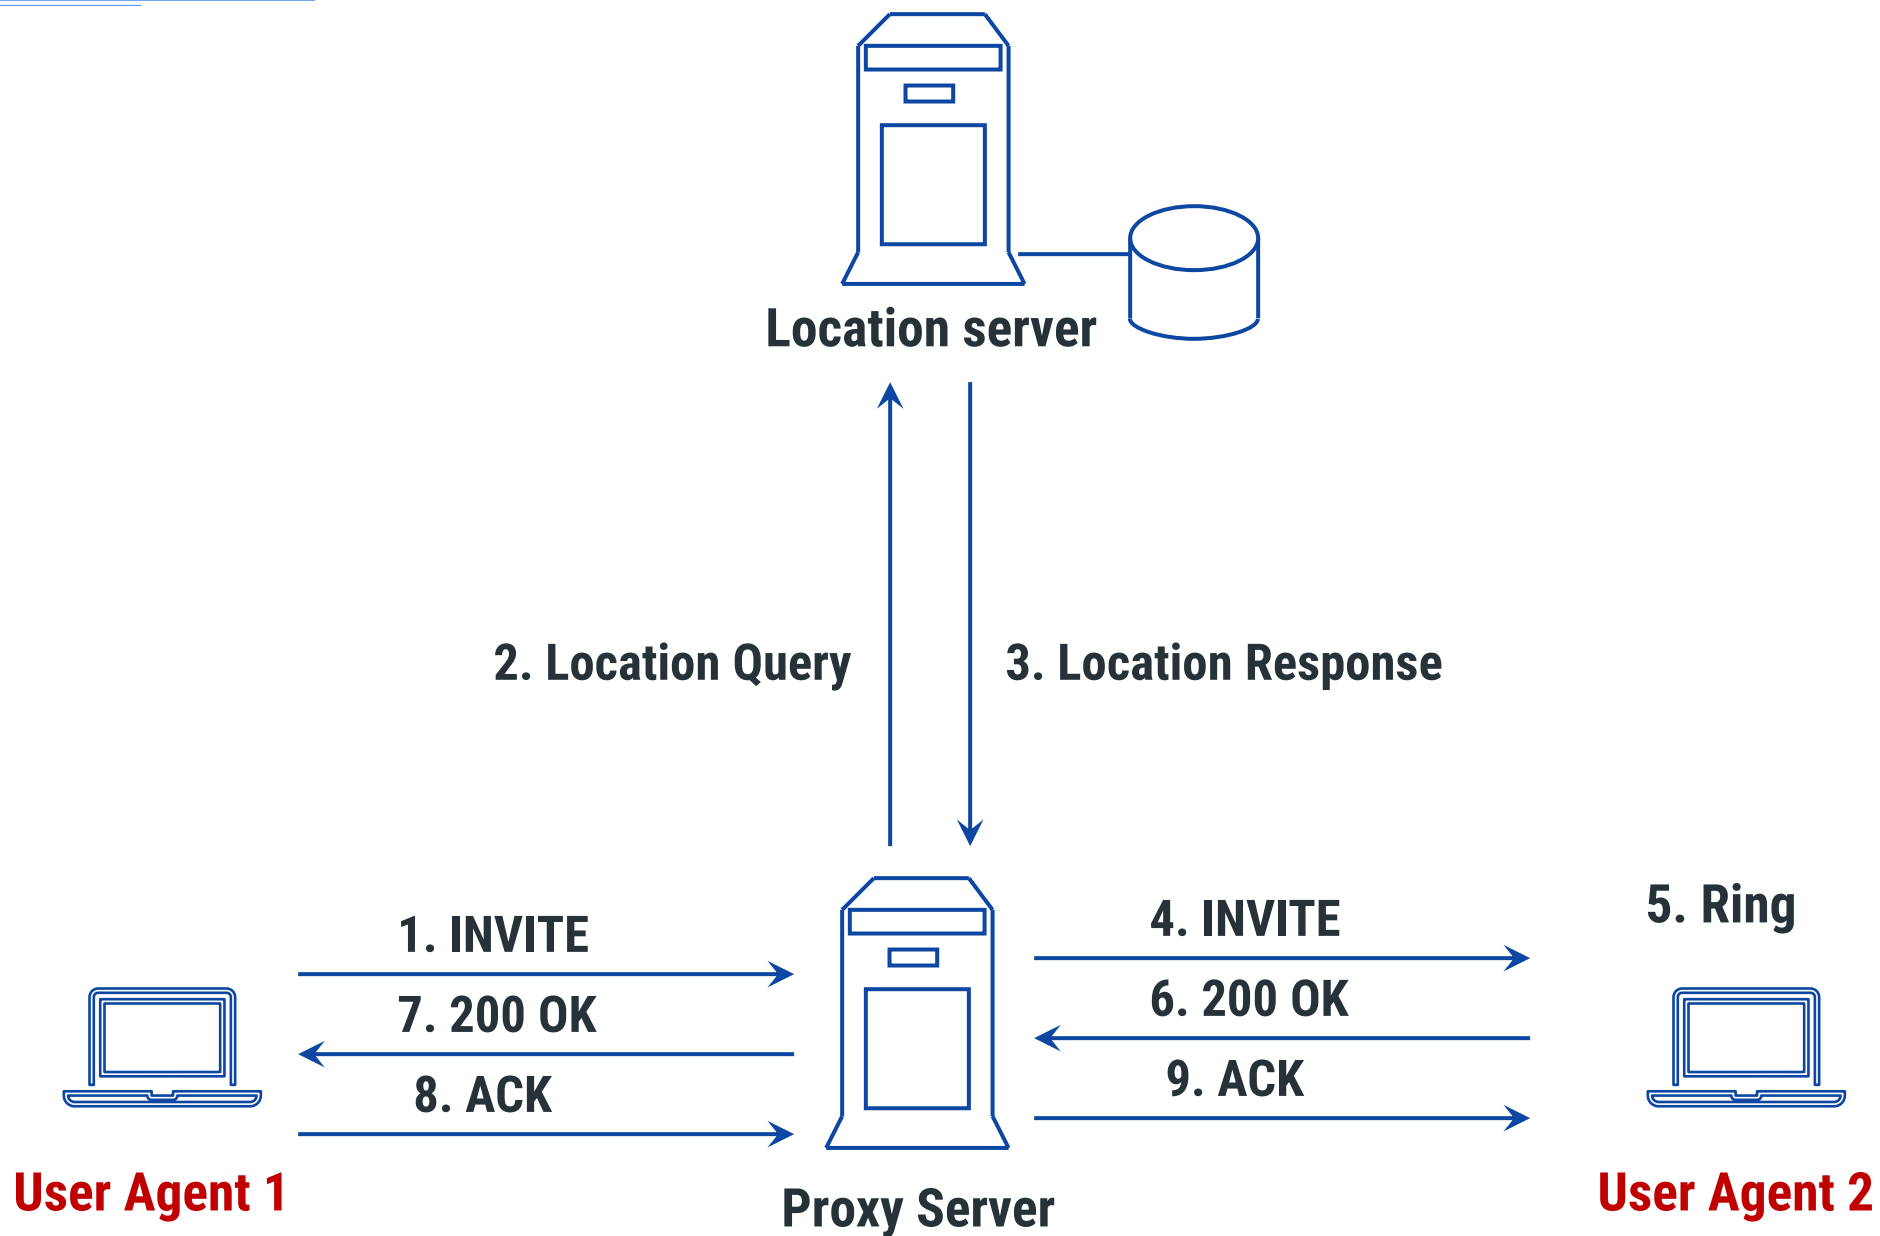 Location server
2. Location Query
3. Location Response
1. INVITE
4. INVITE
5. Ring
7. 200 OK
6. 200 OK
8. ACK
9. ACK
User Agent 1
Proxy Server
User Agent 2